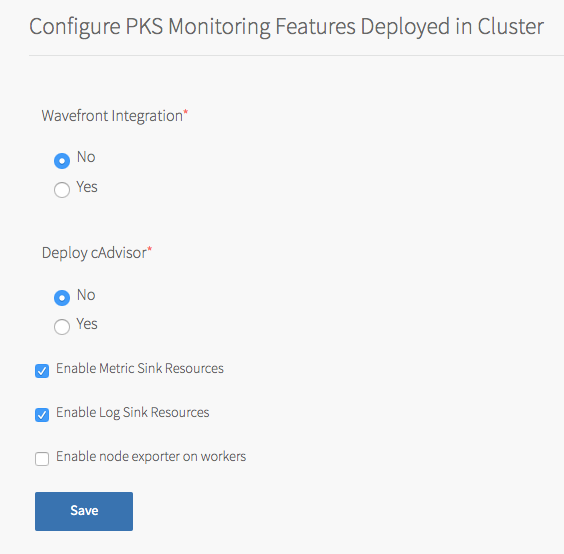 Configure PKS Monitoring Features Deployed in Cluster
Wavefront Integration*
No
Yes
Deploy cAdvisor*
No
Yes
Enable Metric Sink Resources
Enable Log Sink Resources
Enable node exporter on workers
Save